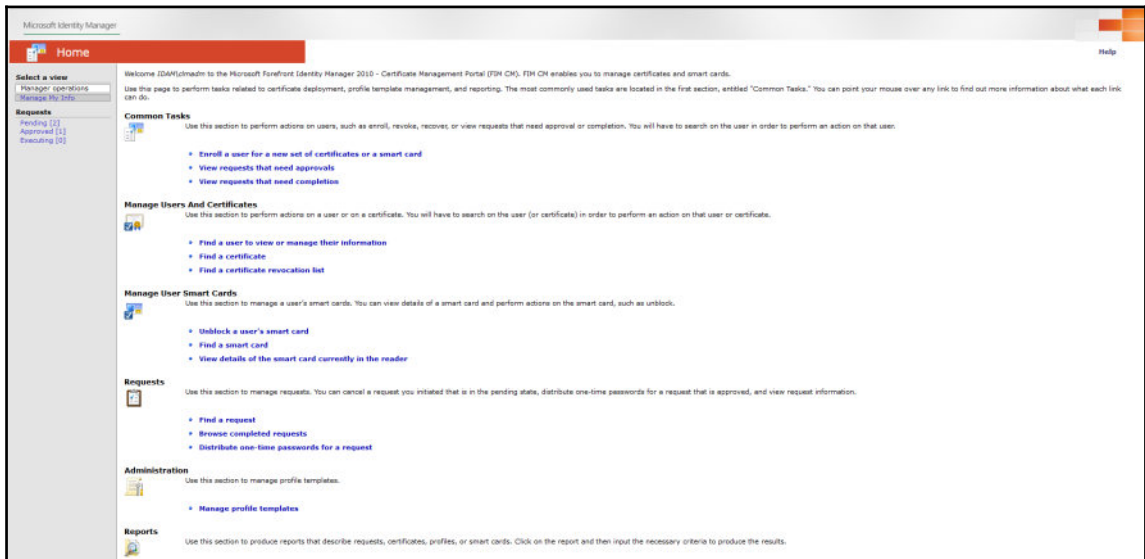 Microsoft Identity Manager
Home
Help
Select a view
Manager operations
Manage My Info
Requests
Pending [2]
Approved [1]
Executing [0]
Welcome IDAM\clmadm to the Microsoft Forefront Identity Manager 2010 - Certificate Management Portal (FIM CM). FIM CM enables you to manage certificates and smart cards.
Use this page to perform tasks related to certificate deployment, profile template management, and reporting. The most commonly used tasks are located in the first section, entitled "Common Tasks." You can point your mouse over any link to find out more information about what each link
can do.
Common Tasks
Use this section to perform actions on users, such as enroll, revoke, recover, or view requests that need approval or completion. You will have to search on the user in order to perform an action on that user.
Enroll a user for a new set of certificates or a smart card
View requests that need approvals
View requests that need completion
Manage Users And Certificates
Use this section to perform actions on a user or on a certificate. You will have to search on the user (or certificate) in order to perform an action on that user or certificate.
Find a user to view or manage their information
Find a certificate
Find a certificate revocation list
Manage User Smart Cards
Use this section to manage a user's smart cards. You can view details of a smart card and perform actions on the smart card, such as unblock.
Unblock a user's smart card
Find a smart card
View details of the smart card currently in the reader
Requests
Use this section to manage requests. You can cancel a request you initiated that is in the pending state, distribute one-time passwords for a request that is approved, and view request information.
Find a request
Browse completed requests
Distribute one-time passwords for a request
Administration
Use this section to manage profile templates.
Manage profile templates
Reports
Use this section to produce reports that describe requests, certificates, profiles, or smart cards. Click on the report and then input the necessary criteria to produce the results.